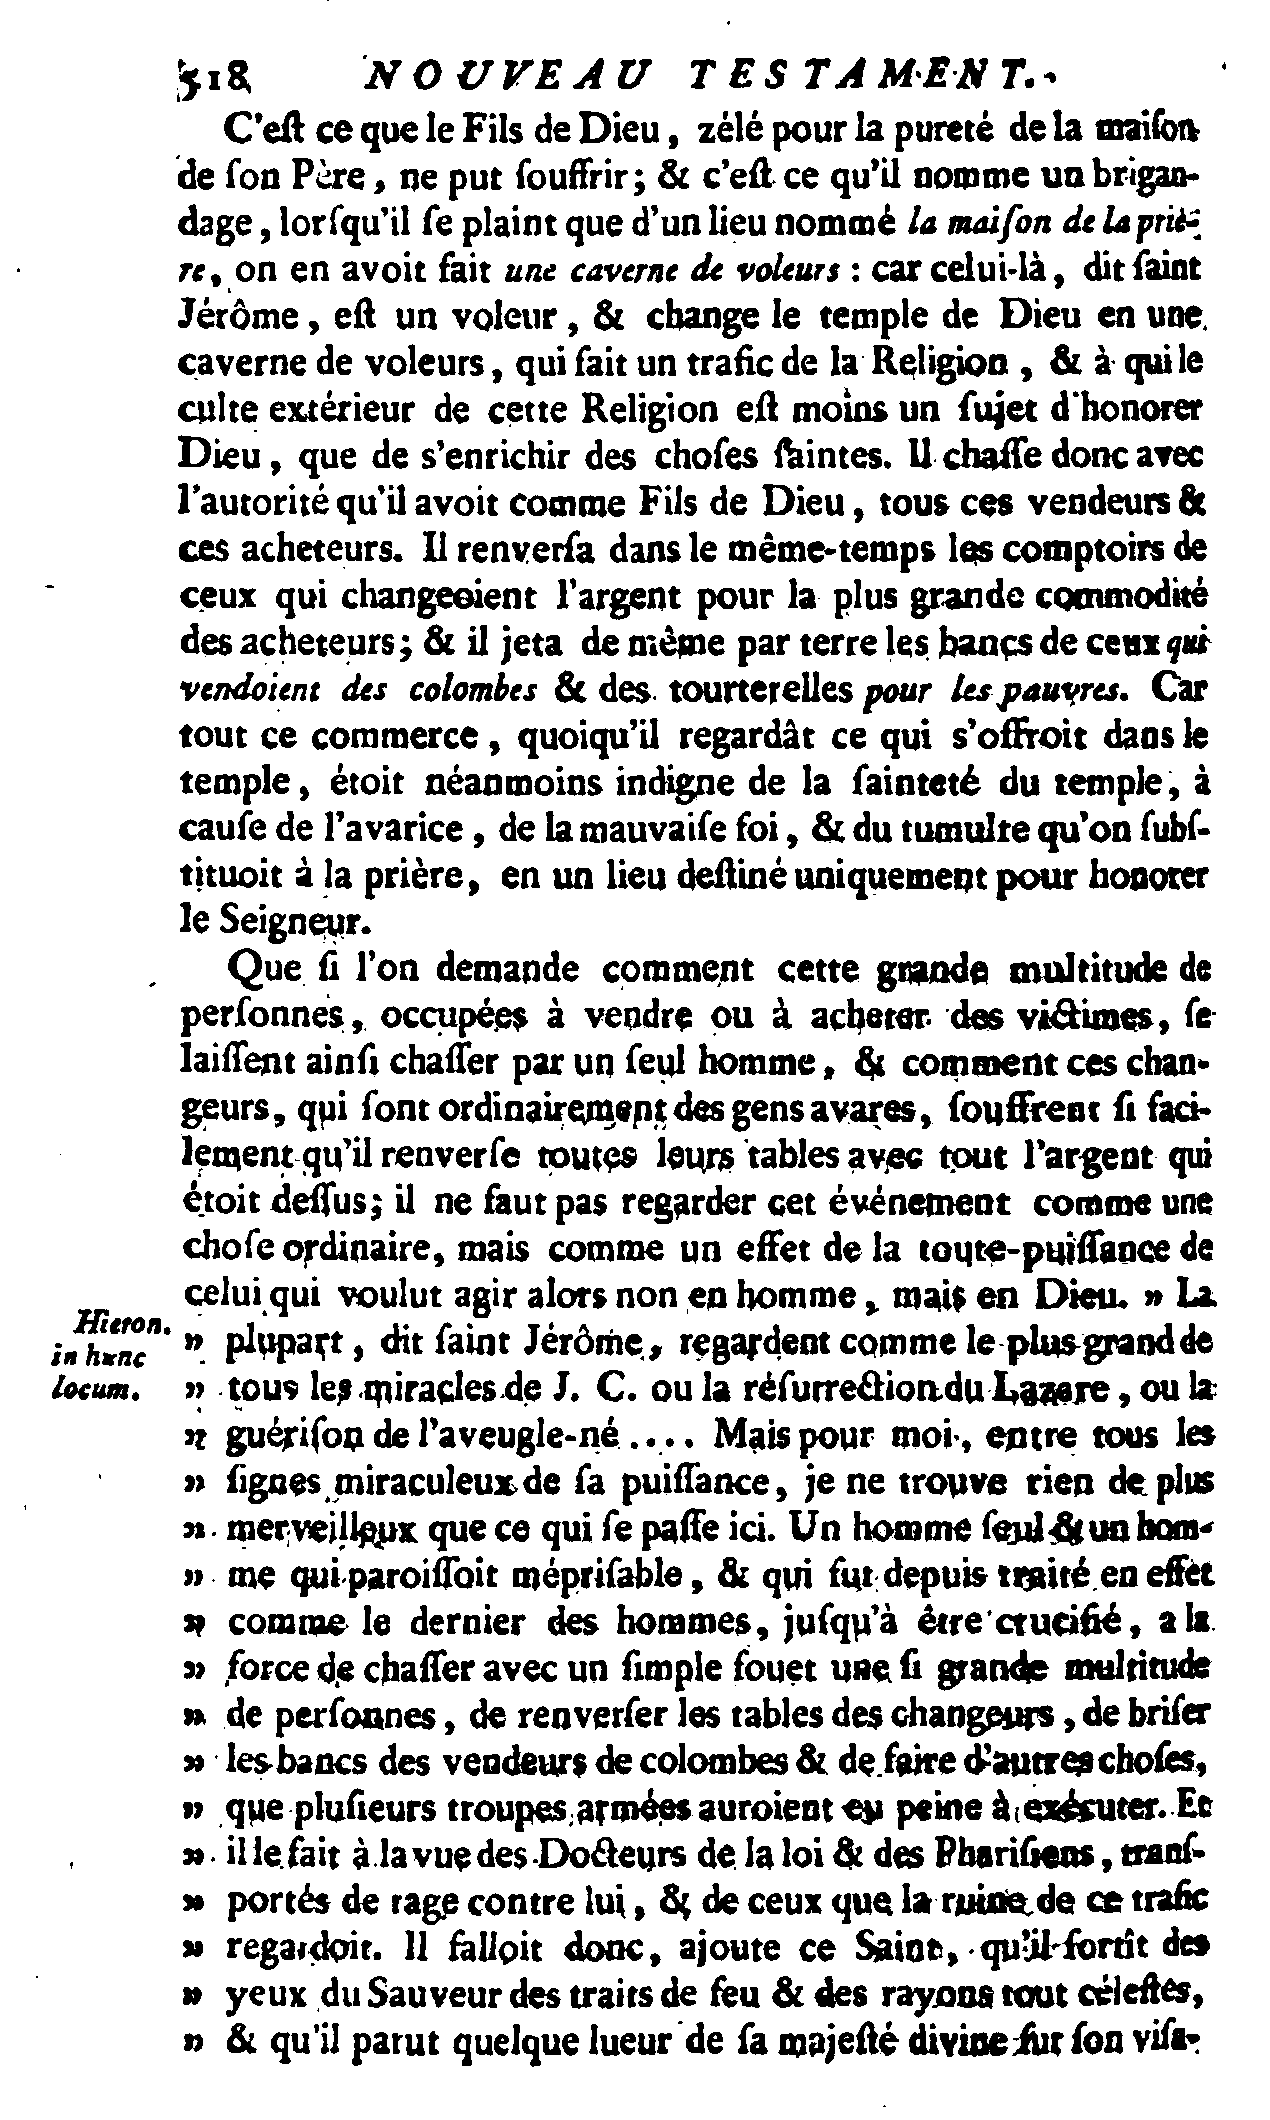 518 NOUVEAU TESTAMENT.
C'eſt ce que le Fils de Dieu, zélé pour la pureté de la maiſon
de ſon Père, ne put ſouffrir; & c'eſt ce qu'il nomme un brigan-
dage, lorſqu'il ſe plaint que d'un lieu nommé la maiſon de la priè-
re, on en avoit fait une caverne de voleurs : car celui-là, dit ſaint
Jérôme, eſt un voleur, & change le temple de Dieu en une
caverne de voleurs, qui fait un trafic de la Religion, & à qui le
culte extérieur de cette Religion eſt moins un ſujet d'honorer
Dieu, que de s'enrichir des choſes ſaintes. Il chaſſe donc avec
l'autorité qu'il avoit comme Fils de Dieu, tous ces vendeurs &
ces acheteurs. Il renverſa dans le même-temps les comptoirs de
ceux qui changeoient l'argent pour la plus grande commodité
des acheteurs; & il jeta de même par terre les bancs de ceux qui
vendoient des colombes & des tourterelles pour les pauvres. Car
tout ce commerce, quoiqu'il regardât ce qui s'offroit dans le
temple, étoit néanmoins indigne de la ſainteté du temple, à
cauſe de l'avarice, de la mauvaiſe foi, & du tumulte qu'on ſubſ-
tituoit à la prière, en un lieu deſtiné uniquement pour honorer
le Seigneur.
Que ſi l'on demande comment cette grande multitude de
perſonnes, occupées à vendre ou à acheter des victimes, ſe
laiſſent ainſi chaſſer par un ſeul homme, & comment ces chan-
geurs, qui ſont ordinairement des gens avares, ſouffrent ſi faci-
lement qu'il renverſe toutes leurs tables avec tout l'argent qui
étoit deſſus; il ne faut pas regarder cet événement comme une
choſe ordinaire, mais comme un effet de la toute-puiſſance de
celui qui voulut agir alors non en homme, mais en Dieu. » La
Hieron. in hunc locum.
» plupart, dit ſaint Jérôme, regardent comme le plus grand de
» tous les miracles de J. C. ou la réſurrection du Lazare, ou la
» guériſon de l'aveugle-né.... Mais pour moi, entre tous les
» ſignes miraculeux de ſa puiſſance, je ne trouve rien de plus
» merveilleux que ce qui ſe paſſe ici. Un homme ſeul & un hom-
» me qui paroiſſoit mépriſable, & qui fut depuis traité en effet
» comme le dernier des hommes, juſqu'à être crucifié, a la
» force de chaſſer avec un ſimple fouet une ſi grande multitude
» de perſonnes, de renverſer les tables des changeurs, de briſer
» les bancs des vendeurs de colombes & de faire d'autres choſes,
» que pluſieurs troupes armées auroient eu peine à exécuter. Et
» il le fait à la vue des Docteurs de la loi & des Phariſiens, tranſ-
» portés de rage contre lui, & de ceux que la ruine de ce trafic
» regardoit. Il falloit donc, ajoute ce Saint, qu'il ſortît des
» yeux du Sauveur des traits de feu & des rayons tout céleſtes,
» & qu'il parut quelque lueur de ſa majeſté divine ſur ſon viſa-